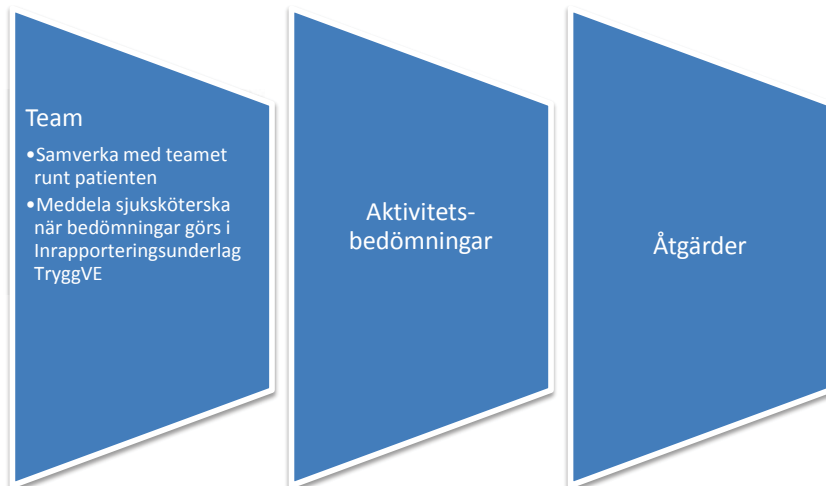 Team
•Samverka med teamet
runt patienten
•Meddela sjuksköterska
när bedömningar görs i
Inrapporteringsunderlag
TryggVE
Aktivitets-
bedömningar
Åtgärder